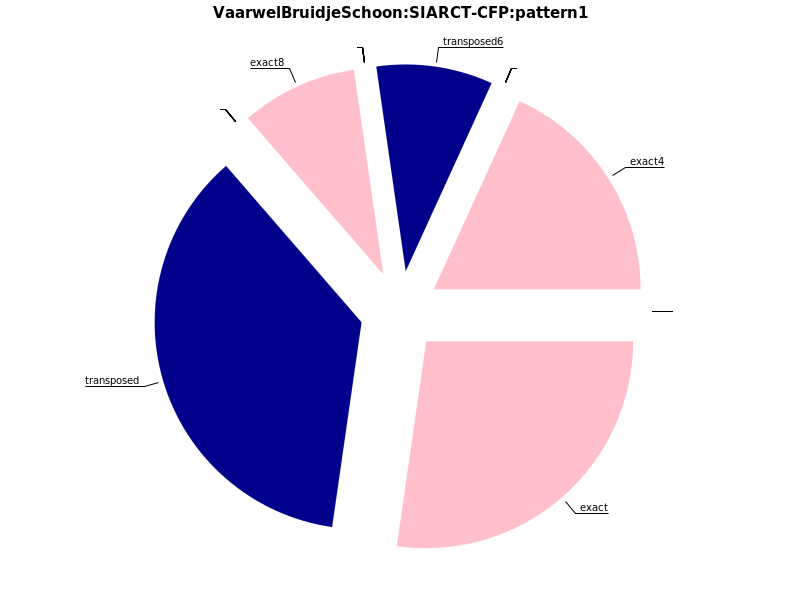 VaarwelBruidjeSchoon:SIARCT-CFP:pattern1
transposed6
exact8
exact4
transposed
exact